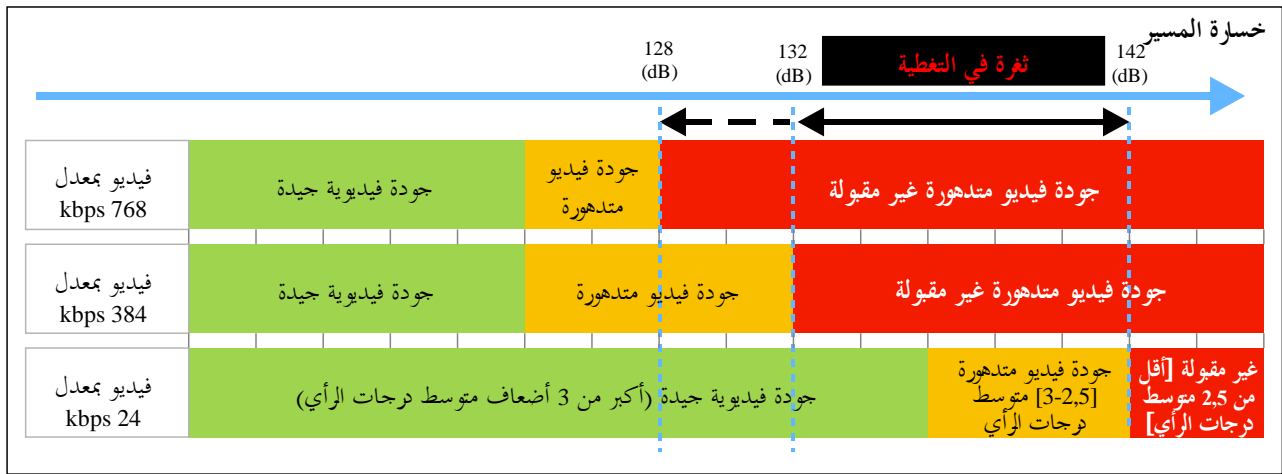 خسارة المسير
128
(dB)
132
(dB)
ثغرة في التغطية
142
(dB)
فيديو بمعدل
768 kbps
جودة فيديوية جيدة
جودة فيديو
متدهورة
جودة فيديو متدهورة غير مقبولة
فيديو بمعدل
384 kbps
جودة فيديوية جيدة
جودة فيديو متدهورة
جودة فيديو متدهورة غير مقبولة
فيديو بمعدل
24 kbps
جودة فيديوية جيدة (أكبر من 3 أضعاف متوسط درجات الرأي)
جودة فيديو متدهورة
[3-2,5] متوسط
درجات الرأي
غير مقبولة [أقل
من 2,5 متوسط
درجات الرأي]